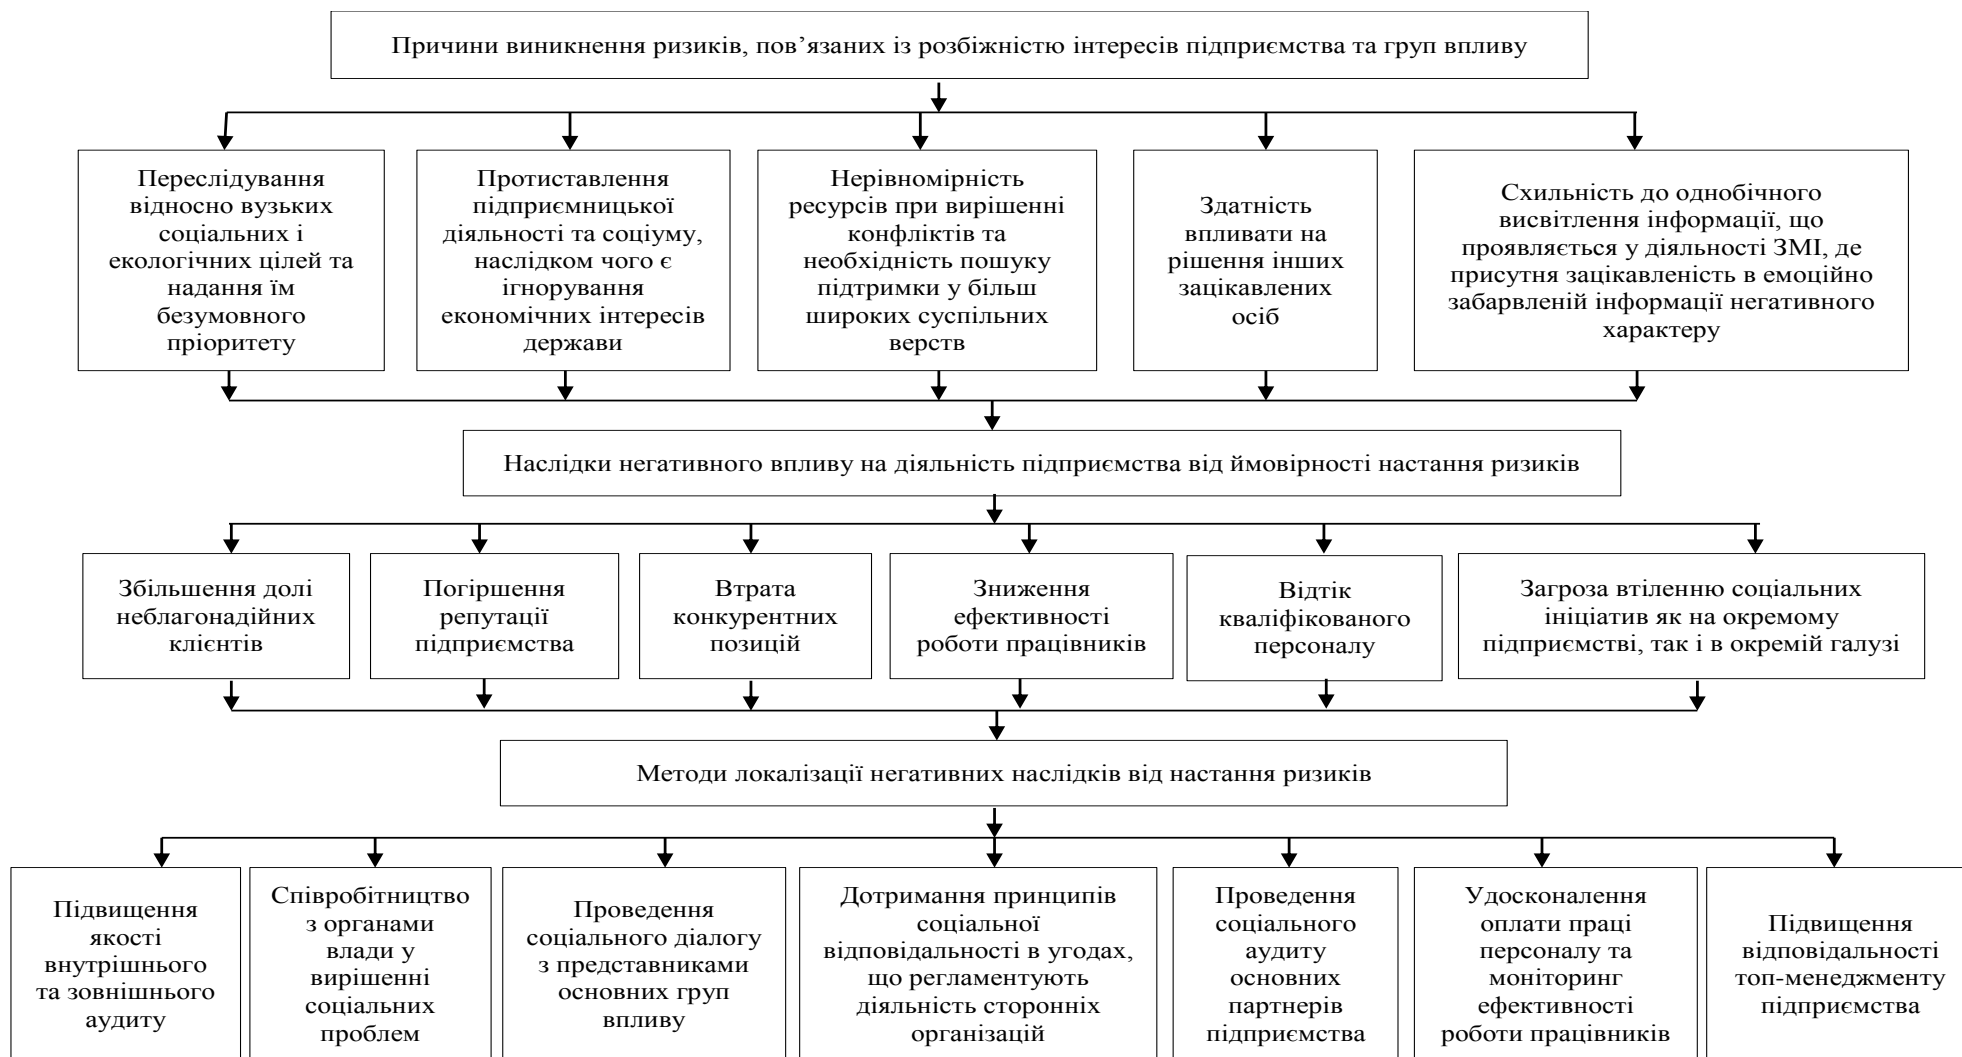 Причини виникнення ризиків, пов’язаних із розбіжністю інтересів підприємства та груп впливу
Переслідування
відносно вузьких
соціальних і
екологічних цілей та
надання їм
безумовного
пріоритету
Протиставлення
підприємницької
діяльності та соціуму,
наслідком чого є
ігнорування
економічних інтересів
держави
Нерівномірність
ресурсів при вирішенні
конфліктів та
необхідність пошуку
підтримки у більш
широких суспільних
верств
Здатність
впливати на
рішення інших
зацікавлених
осіб
Схильність до однобічного
висвітлення інформації, що
проявляється у діяльності ЗМІ, де
присутня зацікавленість в емоційно
забарвленій інформації негативного
характеру
Наслідки негативного впливу на діяльність підприємства від ймовірності настання ризиків
Збільшення долі
неблагонадійних
клієнтів
Погіршення
репутації
підприємства
Втрата
конкурентних
позицій
Зниження
ефективності
роботи працівників
Відтік
кваліфікованого
персоналу
Загроза втіленню соціальних
ініціатив як на окремому
підприємстві, так і в окремій галузі
Методи локалізації негативних наслідків від настання ризиків
Підвищення
якості
внутрішнього
та зовнішнього
аудиту
Співробітництво
з органами
влади у
вирішенні
соціальних
проблем
Проведення
соціального діалогу
з представниками
основних груп
впливу
Дотримання принципів
соціальної
відповідальності в угодах,
що регламентують
діяльність сторонніх
організацій
Проведення
соціального
аудиту
основних
партнерів
підприємства
Удосконалення
оплати праці
персоналу та
моніторинг
ефективності
роботи працівників
Підвищення
відповідальності
топ-менеджменту
підприємства